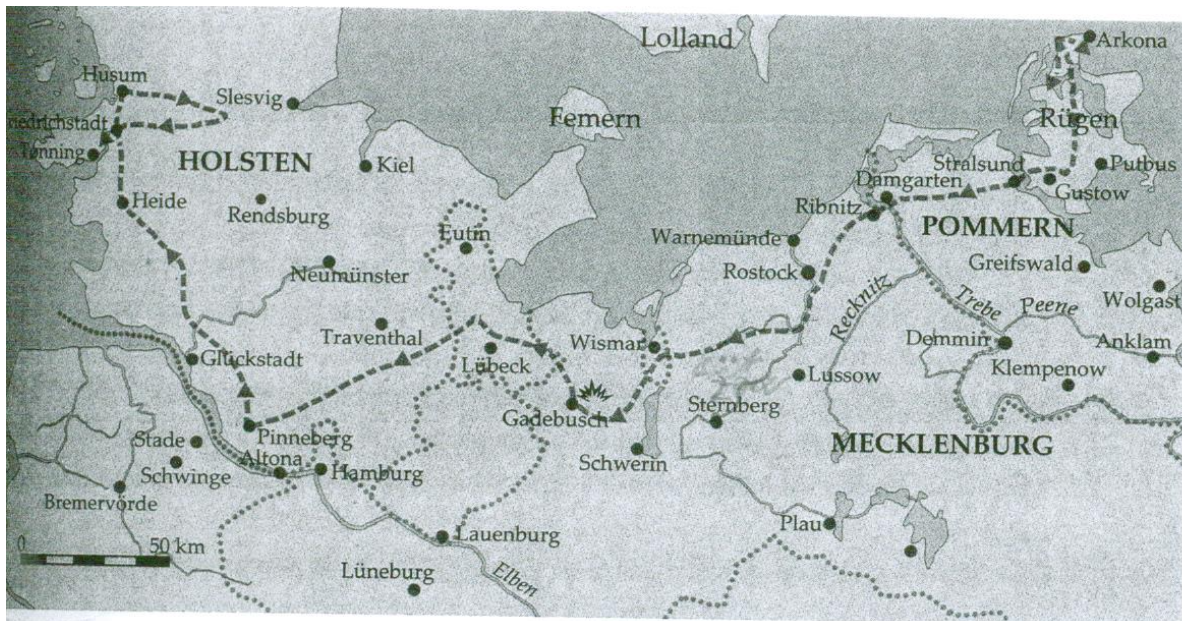 Lolland
Arkona
Husum
Slesvig
Femern
Rügen
riedrichstadt
Tønning
HOLSTEN
Kiel
Stralsund
Putbus
Damgarten
Gustow
Heide
Rendsburg
Ribnitz
POMMERN
Eutin
Warnemünde
Rostock
Greifswald
Neumünster
Recknitz
Trebe
Peene
Wolgast
Traventhal
Wismar
Demmin
Anklam
Glückstadt
Lübeck
Lussow
Klempenow
Gadebusch
Sternberg
Pinneberg
MECKLENBURG
Stade
Altona
Schwinge
Hamburg
Schwerin
Bremervörde
Plau
Lauenburg
0 50 km
Lüneburg
Elben